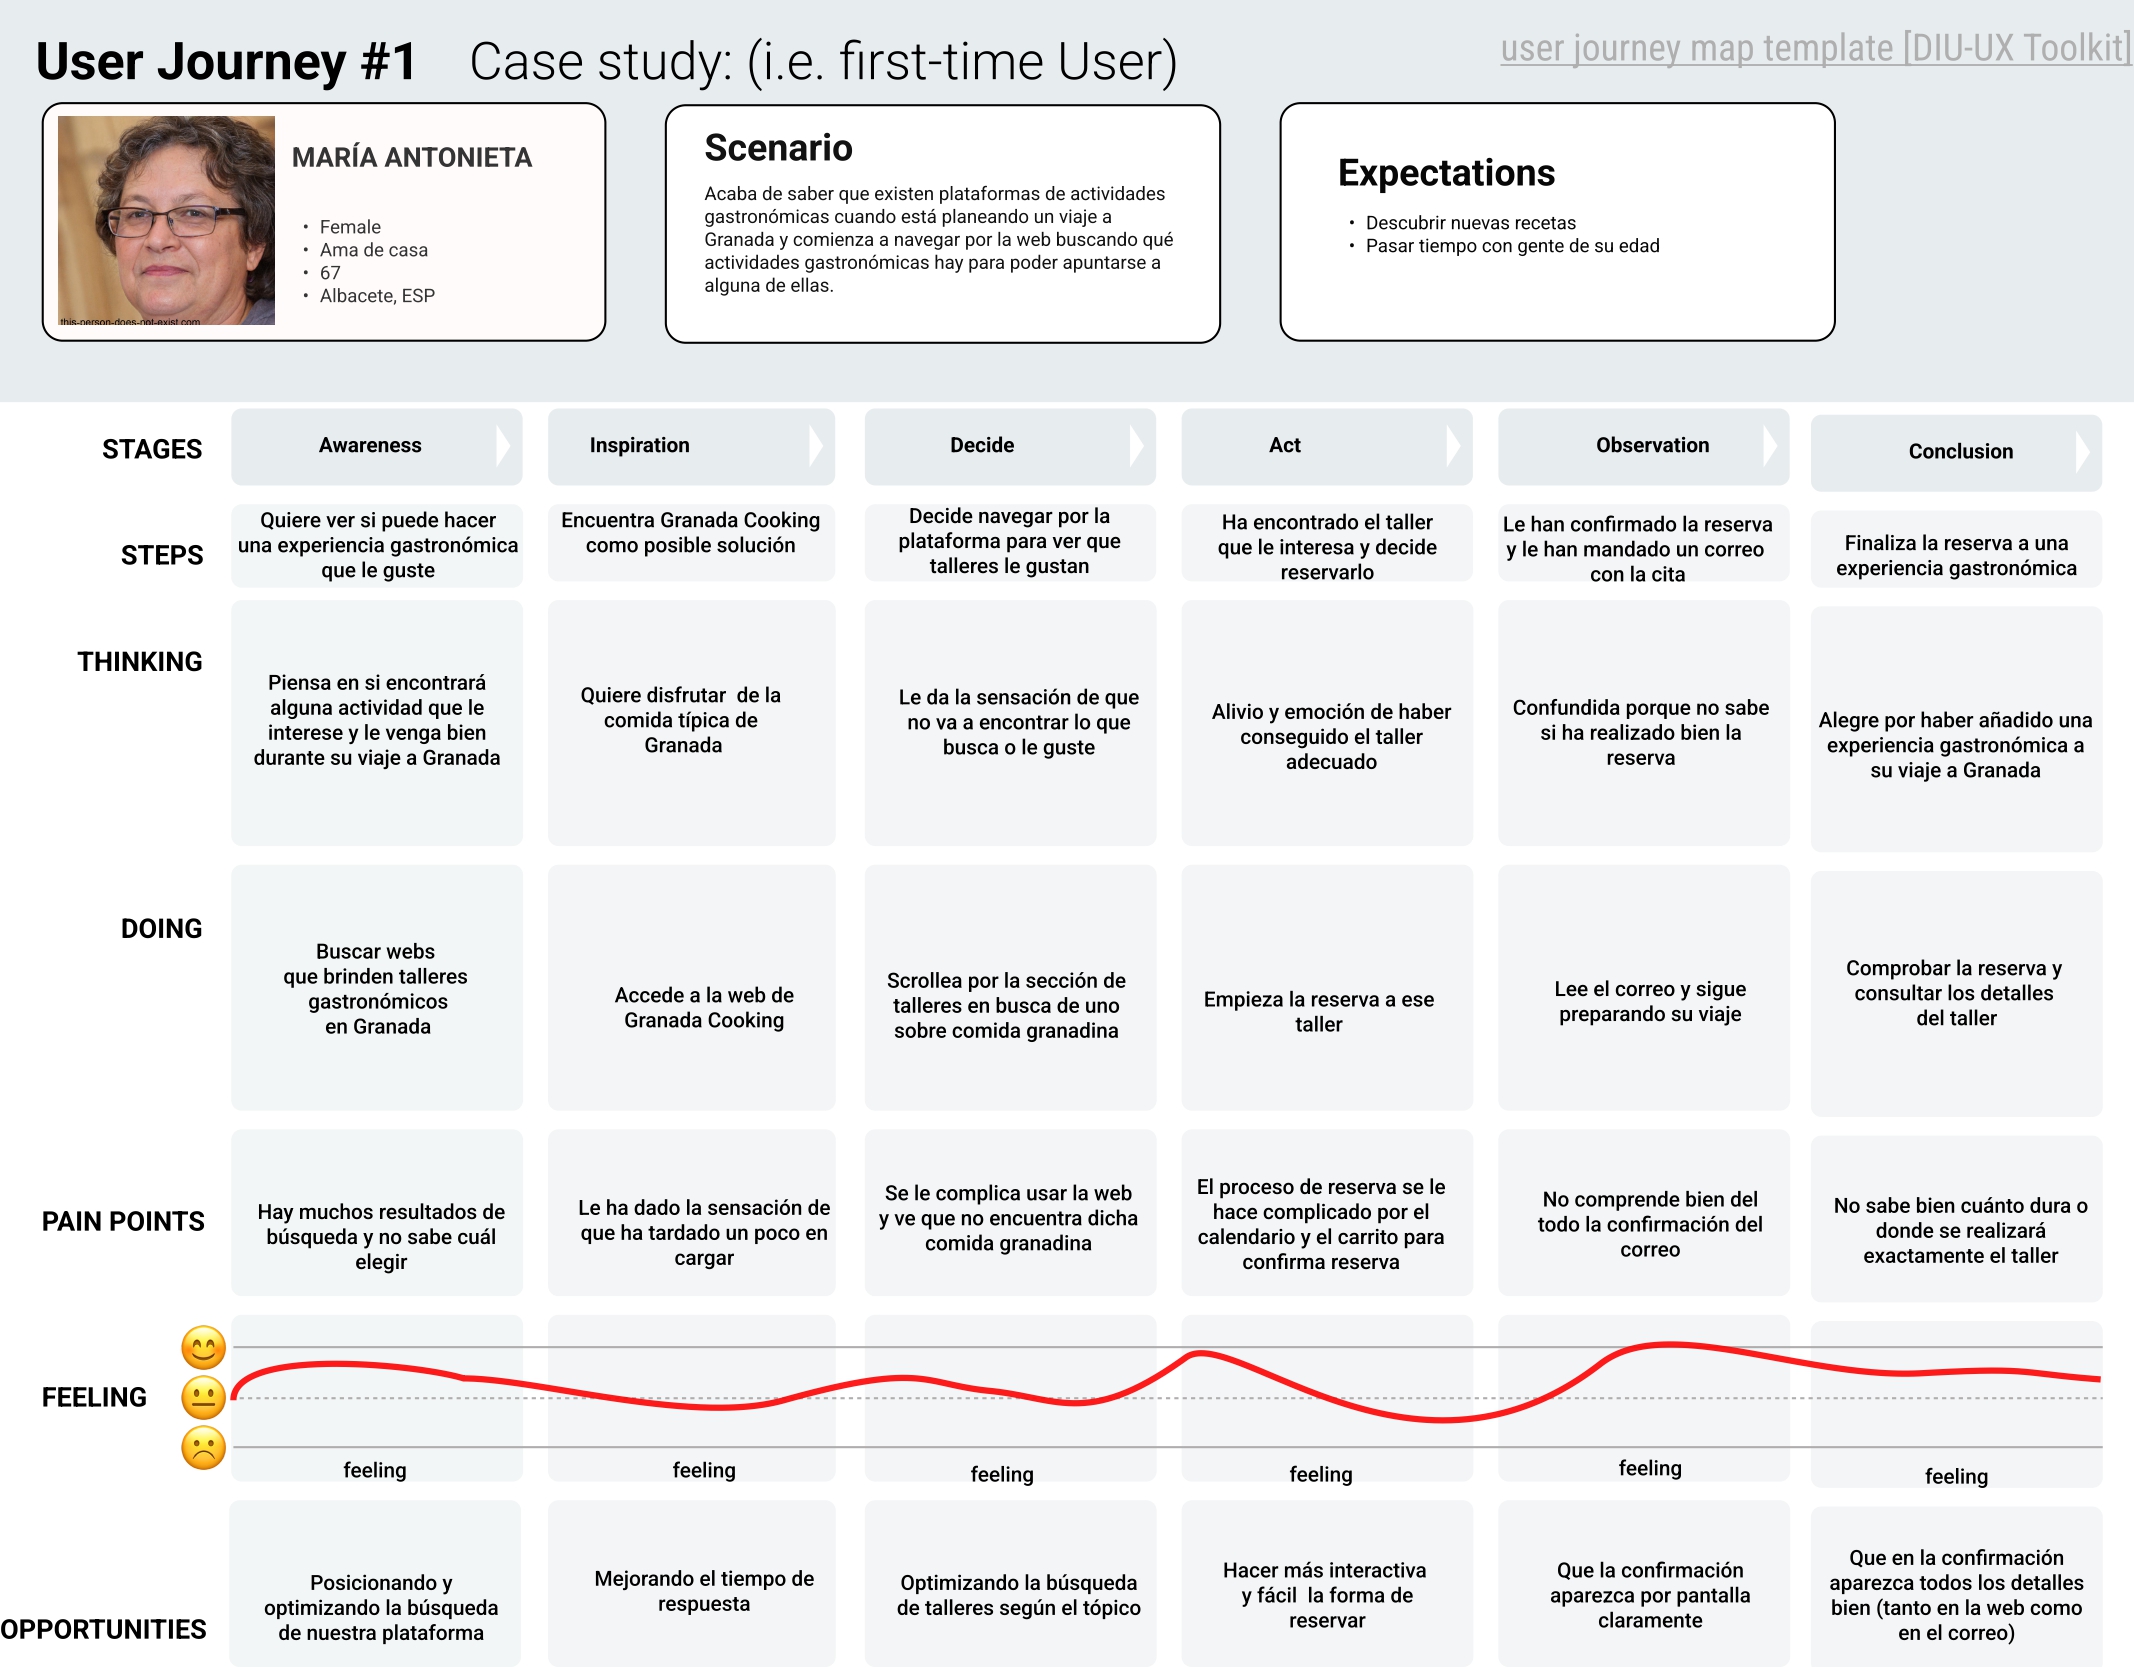 User Journey #1 Case study: (i.e. first-time User)
user journey map template [DIU-UX Toolkit]
MARÍA ANTONIETA
• Female
• Ama de casa
• 67
• Albacete, ESP
this-person-does-not-exist.com
Scenario
Acaba de saber que existen plataformas de actividades
gastronómicas cuando está planeando un viaje a
Granada y comienza a navegar por la web buscando qué
actividades gastronómicas hay para poder apuntarse a
alguna de ellas.
Expectations
• Descubrir nuevas recetas
• Pasar tiempo con gente de su edad
STAGES
Awareness
Inspiration
Decide
Act
Observation
Conclusion
STEPS
Quiere ver si puede hacer
una experiencia gastronómica
que le guste
Encuentra Granada Cooking
como posible solución
Decide navegar por la
plataforma para ver que
talleres le gustan
Ha encontrado el taller
que le interesa y decide
reservarlo
Le han confirmado la reserva
y le han mandado un correo
con la cita
Finaliza la reserva a una
experiencia gastronómica
THINKING
Piensa en si encontrará
alguna actividad que le
interese y le venga bien
durante su viaje a Granada
Quiere disfrutar de la
comida típica de
Granada
Le da la sensación de que
no va a encontrar lo que
busca o le guste
Alivio y emoción de haber
conseguido el taller
adecuado
Confundida porque no sabe
si ha realizado bien la
reserva
Alegre por haber añadido una
experiencia gastronómica a
su viaje a Granada
DOING
Buscar webs
que brinden talleres
gastronómicos
en Granada
Accede a la web de
Granada Cooking
Scrollea por la sección de
talleres en busca de uno
sobre comida granadina
Empieza la reserva a ese
taller
Lee el correo y sigue
preparando su viaje
Comprobar la reserva y
consultar los detalles
del taller
PAIN POINTS
Hay muchos resultados de
búsqueda y no sabe cuál
elegir
Le ha dado la sensación de
que ha tardado un poco en
cargar
Se le complica usar la web
y ve que no encuentra dicha
comida granadina
El proceso de reserva se le
hace complicado por el
calendario y el carrito para
confirma reserva
No comprende bien del
todo la confirmación del
correo
No sabe bien cuánto dura o
donde se realizará
exactamente el taller
FEELING
feeling
feeling
feeling
feeling
feeling
feeling
OPPORTUNITIES
Posicionando y
optimizando la búsqueda
de nuestra plataforma
Mejorando el tiempo de
respuesta
Optimizando la búsqueda
de talleres según el tópico
Hacer más interactiva
y fácil la forma de
reservar
Que la confirmación
aparezca por pantalla
claramente
Que en la confirmación
aparezca todos los detalles
bien (tanto en la web como
en el correo)